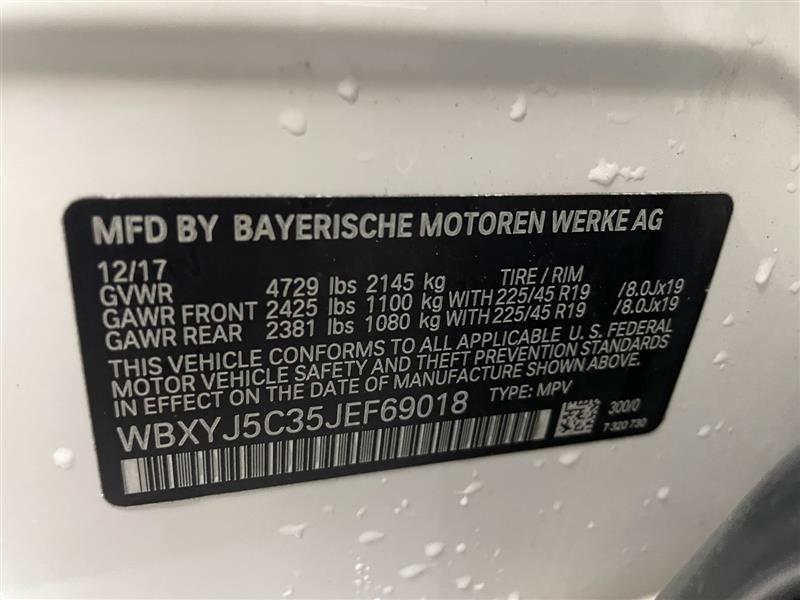 MFD BY BAYERISCHE MOTOREN WERKE AG
12/17 TIRE / RIM
GVWR 4729 lbs 2145 kg
GAWR FRONT 2425 lbs 1100 kg WITH 225/45 R19 /8.0Jx19
GAWR REAR 2381 lbs 1080 kg WITH 225/45 R19 /8.0Jx19
THIS VEHICLE CONFORMS TO ALL APPLICABLE U. S. FEDERAL
MOTOR VEHICLE SAFETY AND THEFT PREVENTION STANDARDS
IN EFFECT ON THE DATE OF MANUFACTURE SHOWN ABOVE.
WBXYJ5C35JEF69018 TYPE: MPV
300/0
7 320 730